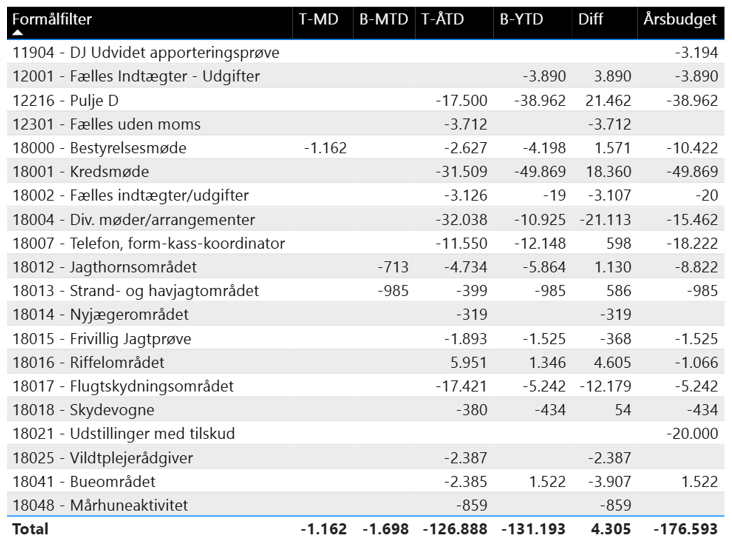 Formålfilter T-MD B-MTD T-ÅTD B-YTD Diff Årsbudget
11904 - DJ Udvidet apporteringsprøve -3.194
12001 - Fælles Indtægter - Udgifter -3.890 3.890 -3.890
12216 - Pulje D -17.500 -38.962 21.462 -38.962
12301 - Fælles uden moms -3.712 -3.712
18000 - Bestyrelsesmøde -1.162 -2.627 -4.198 1.571 -10.422
18001 - Kredsmøde -31.509 -49.869 18.360 -49.869
18002 - Fælles indtægter/udgifter -3.126 -19 -3.107 -20
18004 - Div. møder/arrangementer -32.038 -10.925 -21.113 -15.462
18007 - Telefon, form-kass-koordinator -11.550 -12.148 598 -18.222
18012 - Jagthornsområdet -713 -4.734 -5.864 1.130 -8.822
18013 - Strand- og havjagtområdet -985 -399 -985 586 -985
18014 - Nyjægerområdet -319 -319
18015 - Frivillig Jagtprøve -1.893 -1.525 -368 -1.525
18016 - Riffelområdet 5.951 1.346 4.605 -1.066
18017 - Flugtskydningsområdet -17.421 -5.242 -12.179 -5.242
18018 - Skydevogne -380 -434 54 -434
18021 - Udstillinger med tilskud -20.000
18025 - Vildtplejerådgiver -2.387 -2.387
18041 - Bueområdet -2.385 1.522 -3.907 1.522
18048 - Mårhuneaktivitet -859 -859
Total -1.162 -1.698 -126.888 -131.193 4.305 -176.593